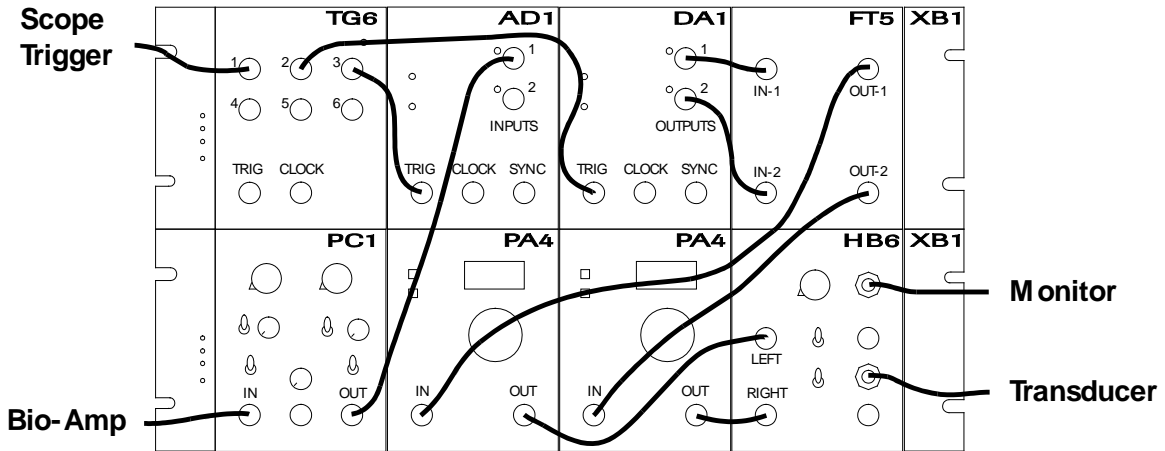 Scope
Trigger
TG6 AD1 DA1 FT5 XB1
1 2 3 1 1
IN-1 OUT-1
4 5 6 2 2
INPUTS OUTPUTS
TRIG CLOCK TRIG CLOCK SYNC TRIG CLOCK SYNC IN-2 OUT-2
PC1 PA4 PA4 HB6 XB1
Monitor
LEFT
Transducer
IN OUT IN OUT IN OUT RIGHT
Bio-Amp